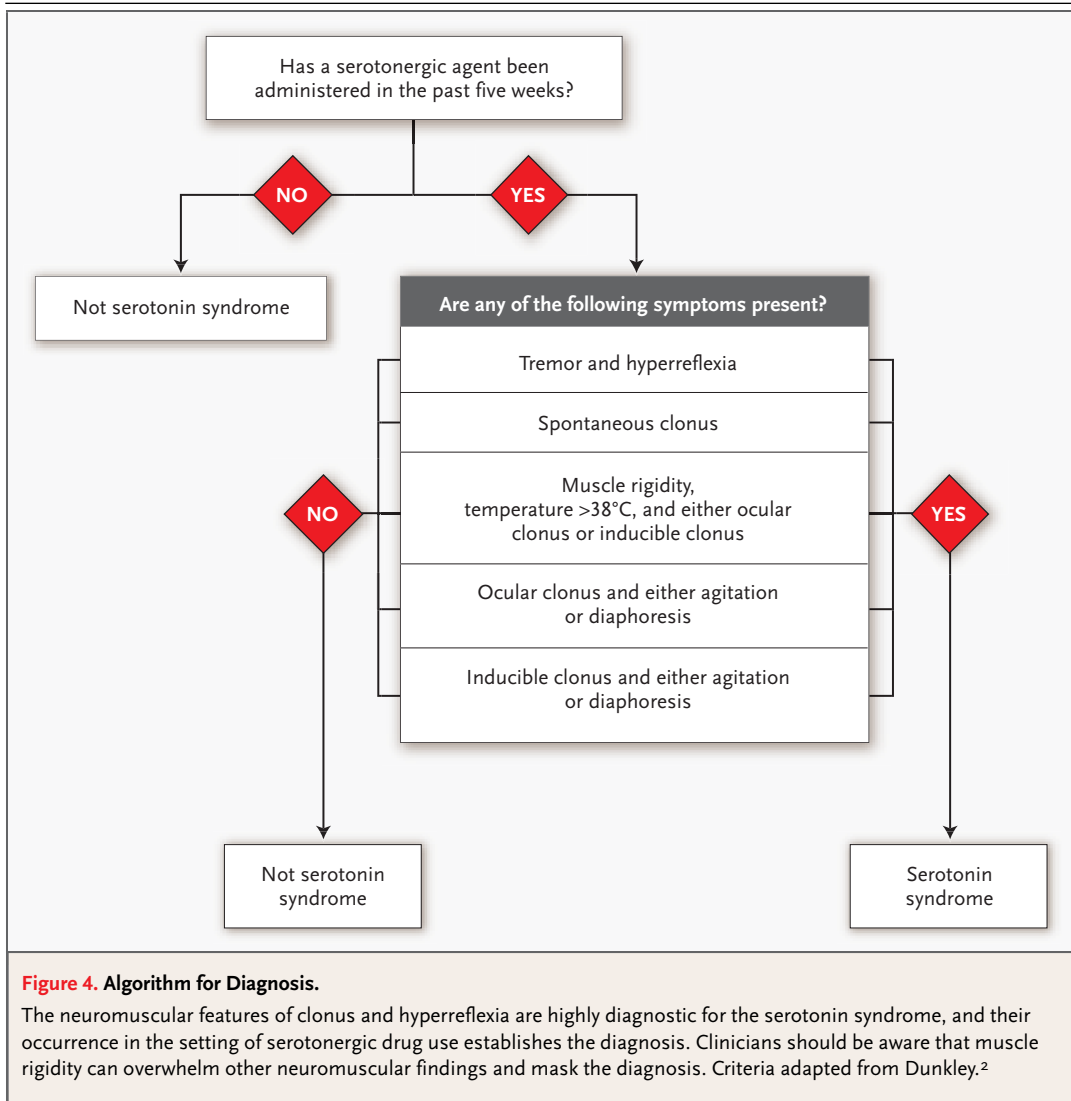 Has a serotonergic agent been
administered in the past five weeks?
NO
YES
Not serotonin syndrome
Are any of the following symptoms present?
Tremor and hyperreflexia
Spontaneous clonus
Muscle rigidity,
temperature >38°C, and either ocular
clonus or inducible clonus
NO
YES
Ocular clonus and either agitation
or diaphoresis
Inducible clonus and either agitation
or diaphoresis
Not serotonin
syndrome
Serotonin
syndrome
Figure 4. Algorithm for Diagnosis.
The neuromuscular features of clonus and hyperreflexia are highly diagnostic for the serotonin syndrome, and their
occurrence in the setting of serotonergic drug use establishes the diagnosis. Clinicians should be aware that muscle
rigidity can overwhelm other neuromuscular findings and mask the diagnosis. Criteria adapted from Dunkley.²